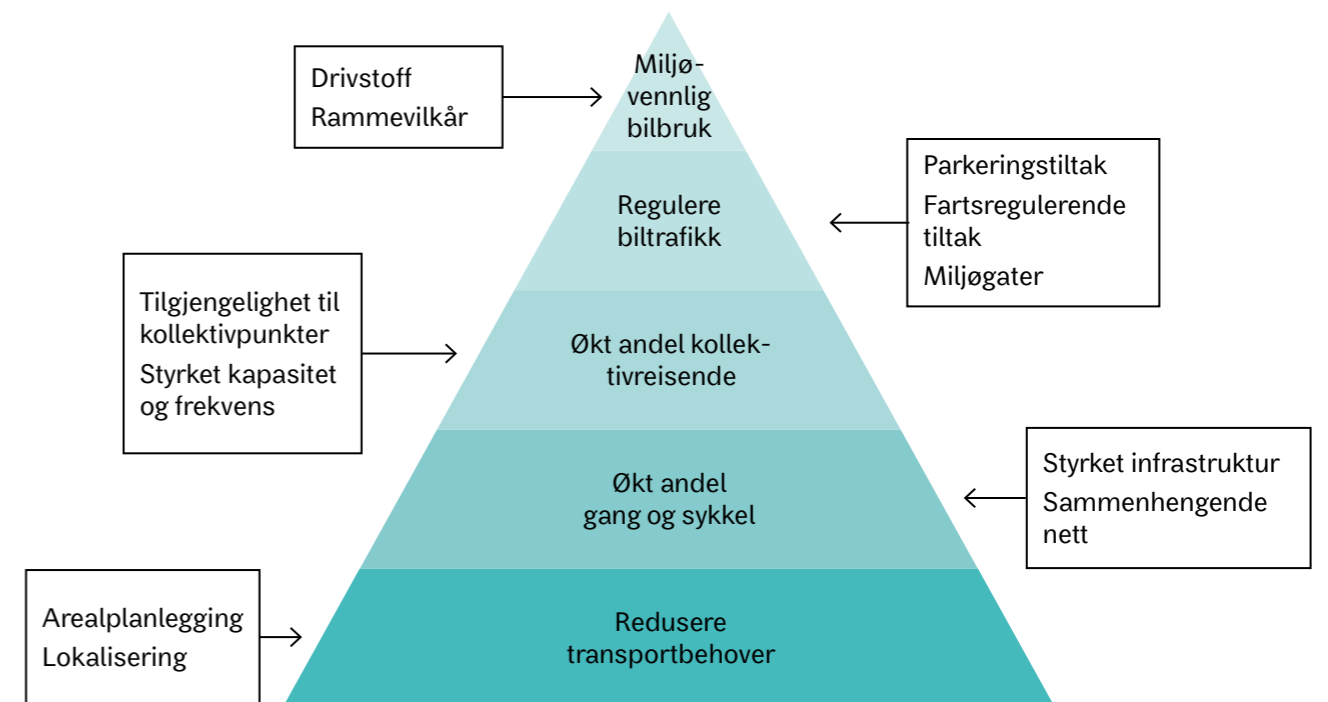 Drivstoff
Rammevilkår
Miljø-
vennlig
bilbruk
Parkeringstiltak
Fartsregulerende
tiltak
Miljøgater
Regulere
biltrafikk
Tilgjengelighet til
kollektivpunkter
Styrket kapasitet
og frekvens
Økt andel kollek-
tivreisende
Styrket infrastruktur
Sammenhengende
nett
Økt andel
gang og sykkel
Arealplanlegging
Lokalisering
Redusere
transportbehover